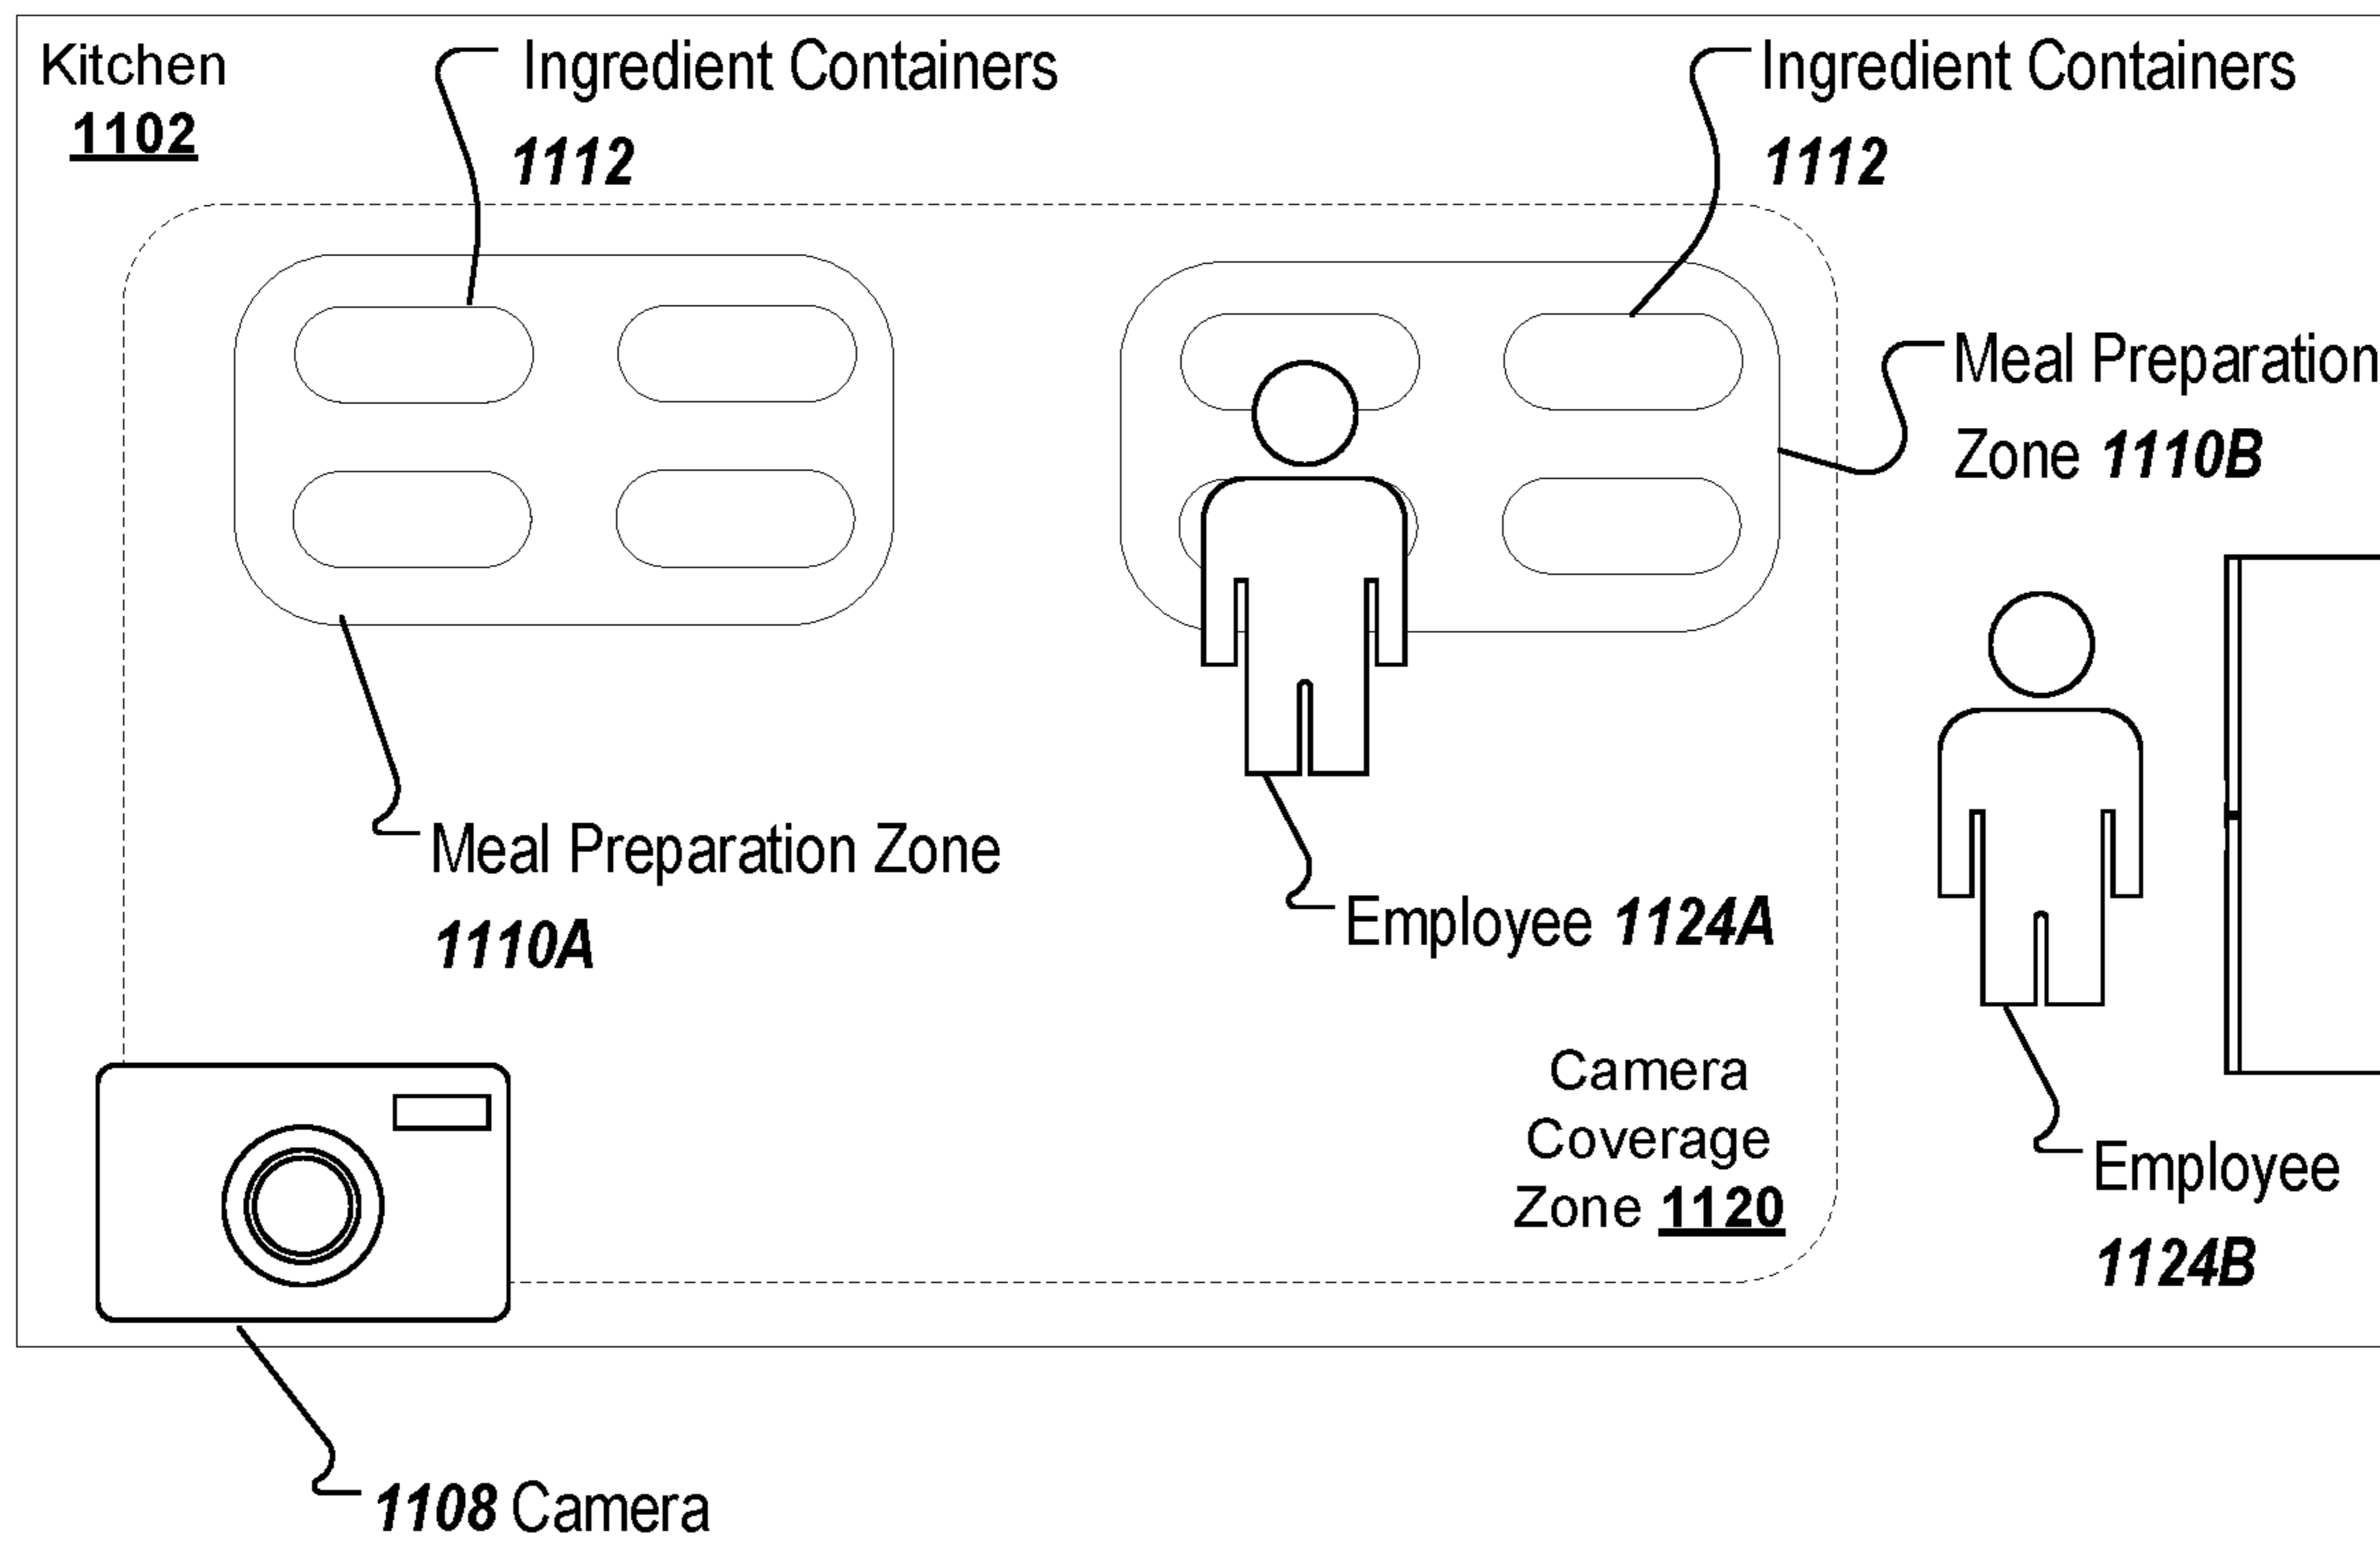 Kitchen
1102
Ingredient Containers
1112
Ingredient Containers
1112
Meal Preparation
Zone 1110B
Meal Preparation Zone
1110A
Employee 1124A
Camera
Coverage
Zone 1120
Employee
1124B
1108 Camera